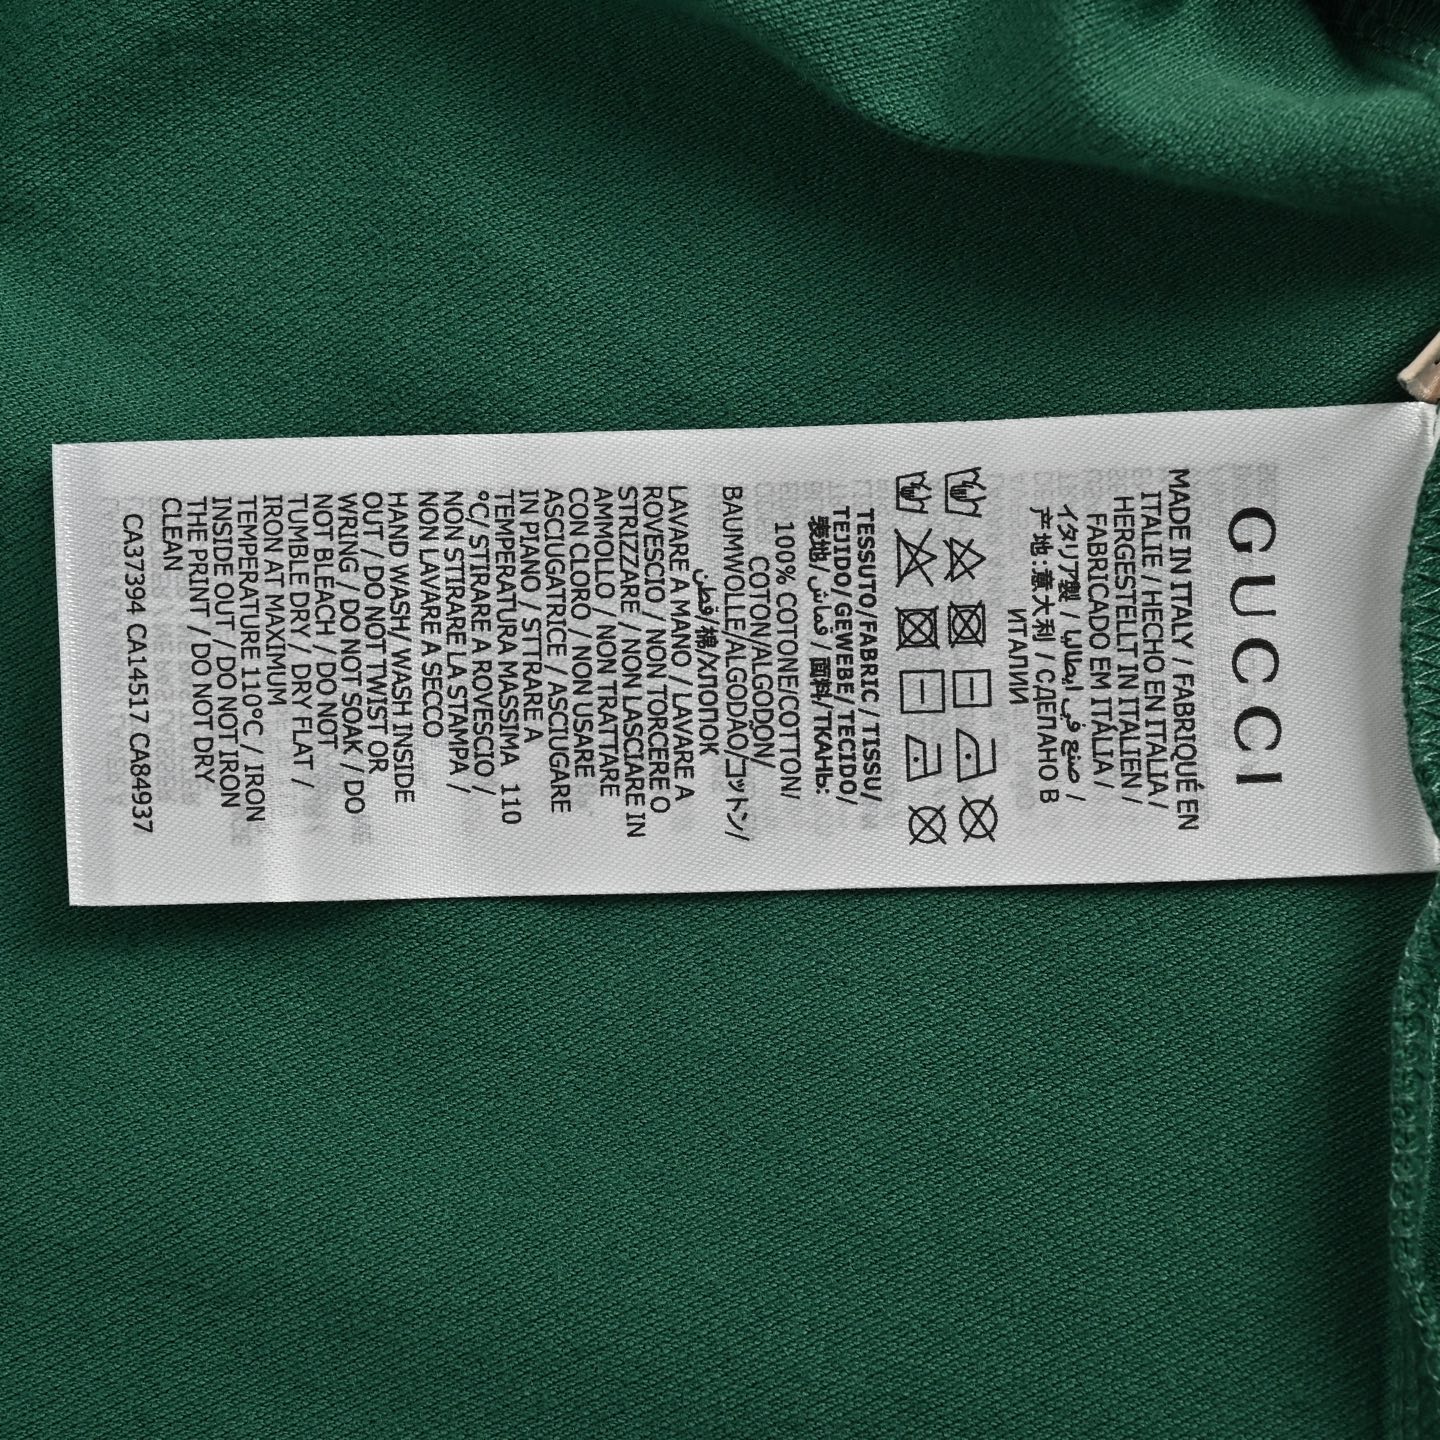 GUCCI
MADE IN ITALY / FABRIQUÉ EN
ITALIE / HECHO EN ITALIA /
HERGESTELLT IN ITALIEN /
FABRICADO EM ITÁLIA /
イタリア製 / صنع في ايطاليا /
产地:意大利 / СДЕЛАНО В
ИТАЛИИ
TESSUTO/FABRIC / TISSU/
TEJIDO/ GEWEBE/ TECIDO/
表地/ قماش / 面料/ТКАНЬ:
100% COTONE/COTTON/
COTON/ALGODON/
BAUMWOLLE/ALGODÃO/コットン/
قطن/ 棉/ХЛОПОК
LAVARE A MANO / LAVARE A
ROVESCIO / NON TORCERE O
STRIZZARE / NON LASCIARE IN
AMMOLLO / NON TRATTARE
CON CLORO / NON USARE
ASCIUGATRICE / ASCIUGARE
IN PIANO / STIRARE A
TEMPERATURA MASSIMA 110
°C/ STIRARE A ROVESCIO /
NON STIRARE LA STAMPA /
NON LAVARE A SECCO
HAND WASH/ WASH INSIDE
OUT / DO NOT TWIST OR
WRING / DO NOT SOAK / DO
NOT BLEACH / DO NOT
TUMBLE DRY / DRY FLAT /
IRON AT MAXIMUM
TEMPERATURE 110°C / IRON
INSIDE OUT / DO NOT IRON
THE PRINT / DO NOT DRY
CLEAN
CA37394 CA14517 CA84937